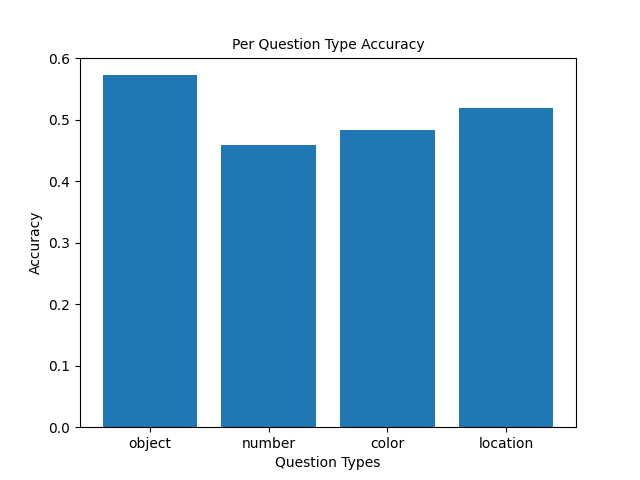 Per Question Type Accuracy
0.6
0.5
0.4
0.3
0.2
0.1
0.0
Accuracy
object number color location
Question Types